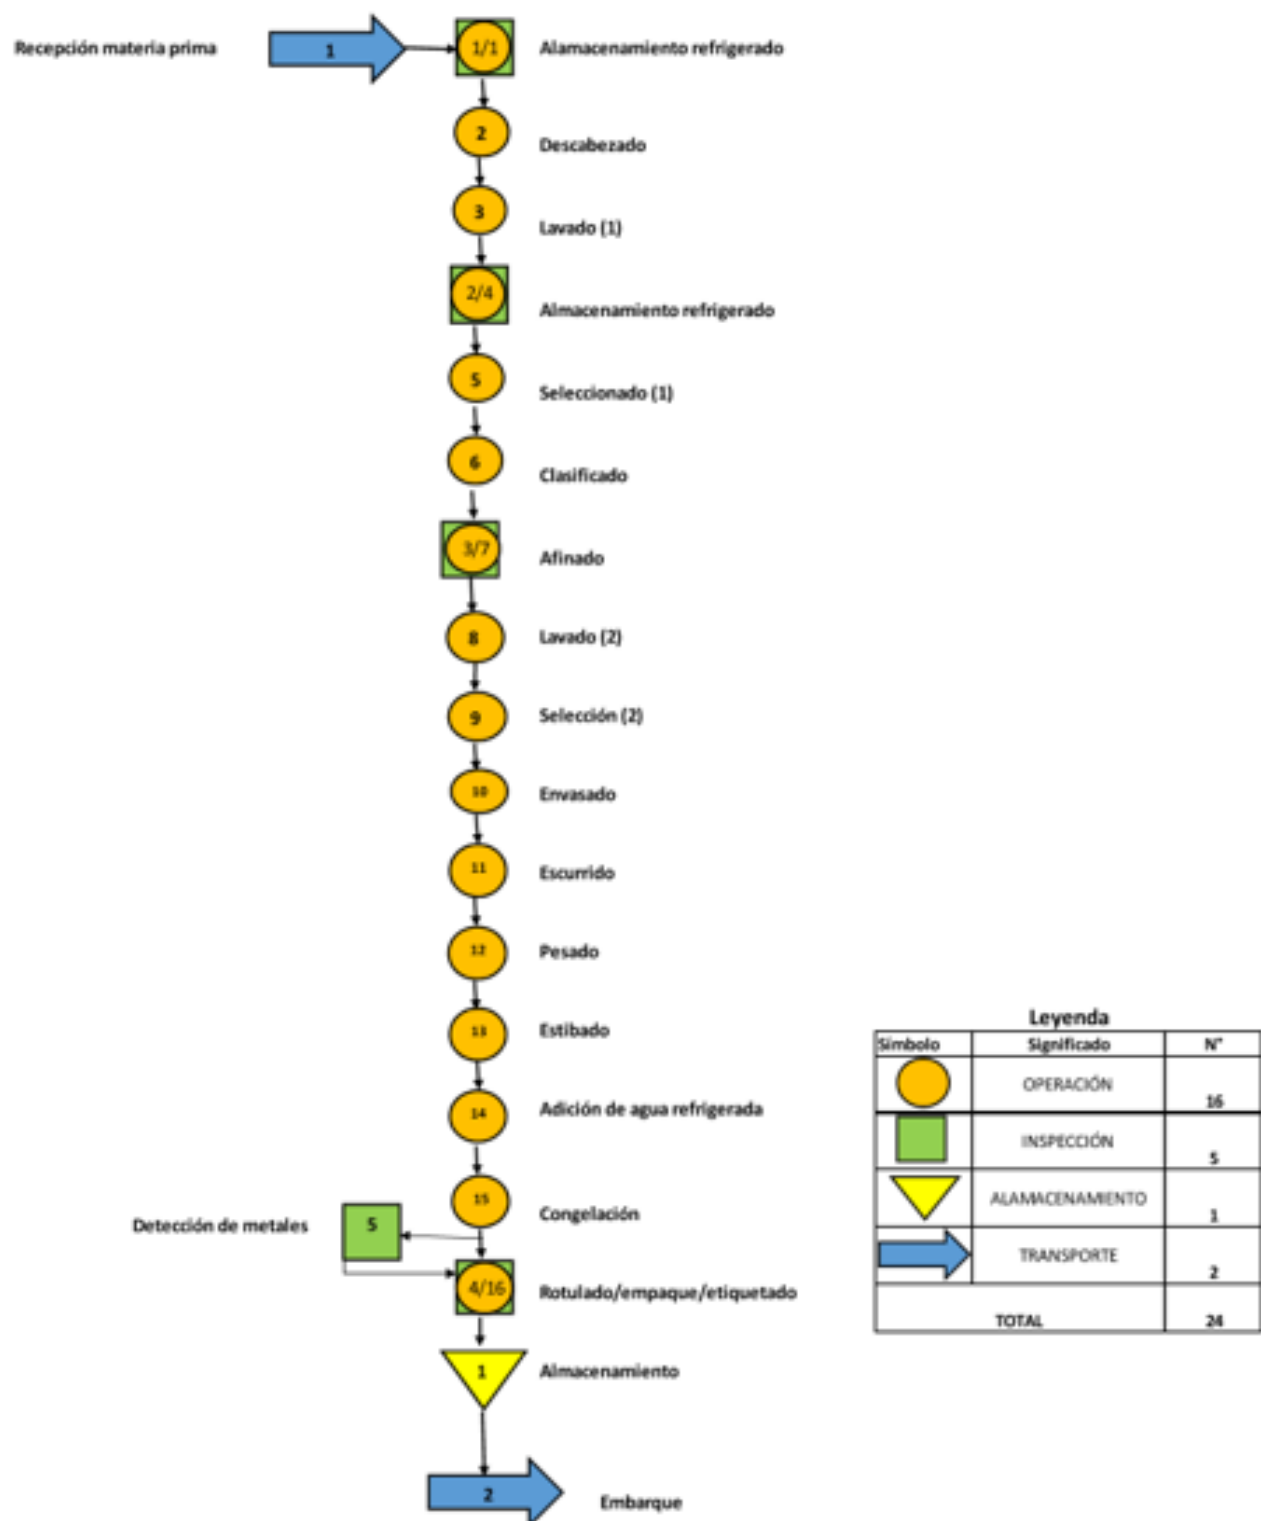 Recepción materia prima
1
1/1
Alamacenamiento refrigerado
2
Descabezado
3
Lavado (1)
2/4
Almacenamiento refrigerado
5
Seleccionado (1)
6
Clasificado
3/7
Afinado
8
Lavado (2)
9
Selección (2)
10
Envasado
11
Escurrido
12
Pesado
13
Estibado
14
Adición de agua refrigerada
15
Congelación
Detección de metales
5
4/16
Rotulado/empaque/etiquetado
1
Almacenamiento
2
Embarque
Leyenda
Símbolo Significado N°
OPERACIÓN 16
INSPECCIÓN 5
ALAMACENAMIENTO 1
TRANSPORTE 2
TOTAL 24